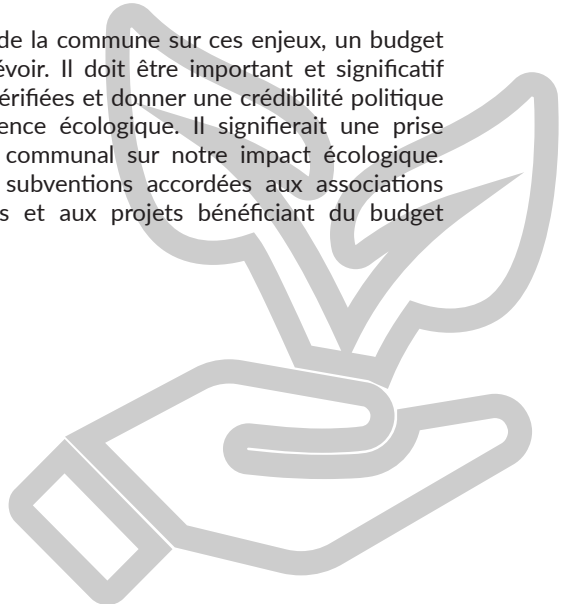 de la commune sur ces enjeux, un budget
évoir. Il doit être important et significatif
érifiées et donner une crédibilité politique
ence écologique. Il signifierait une prise
communal sur notre impact écologique.
subventions accordées aux associations
s et aux projets bénéficiant du budget